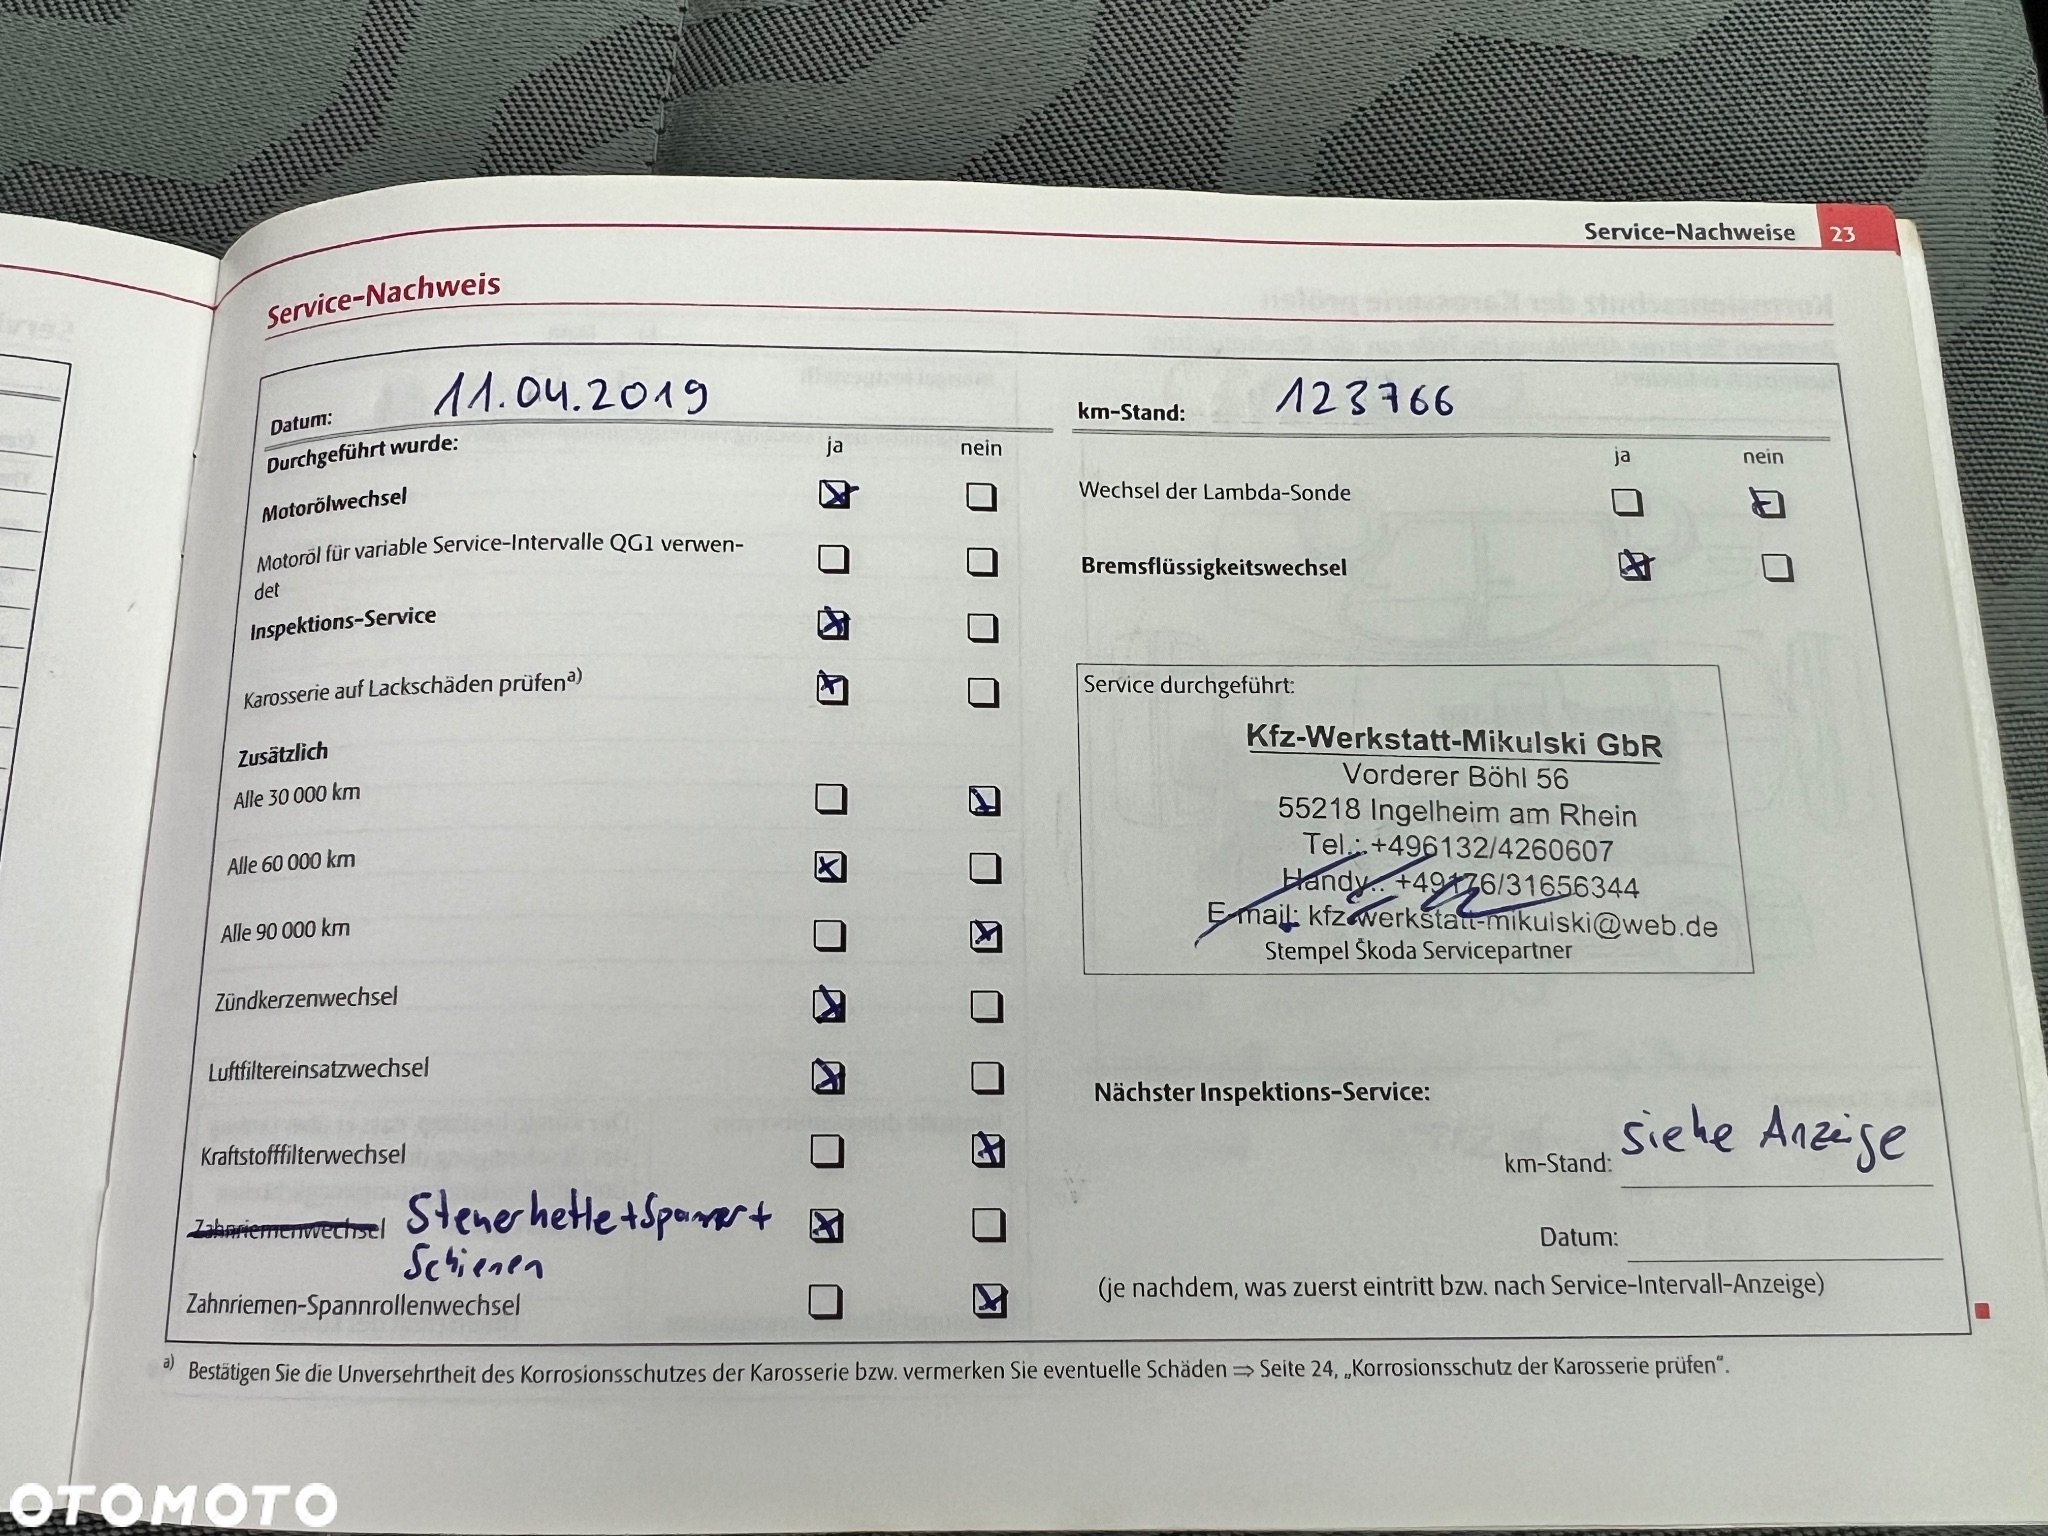 Service-Nachweise 23
Service-Nachweis
Datum: 11.04.2019
km-Stand: 123766
Durchgeführt wurde: ja nein
ja nein
Motorölwechsel
Wechsel der Lambda-Sonde
Motoröl für variable Service-Intervalle QG1 verwen-
det
Bremsflüssigkeitswechsel
Inspektions-Service
Karosserie auf Lackschäden prüfen a)
Zusätzlich
Alle 30 000 km
Alle 60 000 km
Alle 90 000 km
Zündkerzenwechsel
Luftfiltereinsatzwechsel
Kraftstofffilterwechsel
Zahnriemenwechsel Steuerkette+Spanner+
Schienen
Zahnriemen-Spannrollenwechsel
Service durchgeführt:
Kfz-Werkstatt-Mikulski GbR
Vorderer Böhl 56
55218 Ingelheim am Rhein
Tel.: +496132/4260607
Handy.: +49176/31656344
E-mail: kfz-werkstatt-mikulski@web.de
Stempel Škoda Servicepartner
Nächster Inspektions-Service:
km-Stand: siehe Anzeige
Datum:
(je nachdem, was zuerst eintritt bzw. nach Service-Intervall-Anzeige)
a) Bestätigen Sie die Unversehrtheit des Korrosionsschutzes der Karosserie bzw. vermerken Sie eventuelle Schäden ⇒ Seite 24, „Korrosionsschutz der Karosserie prüfen“.
OTOMOTO